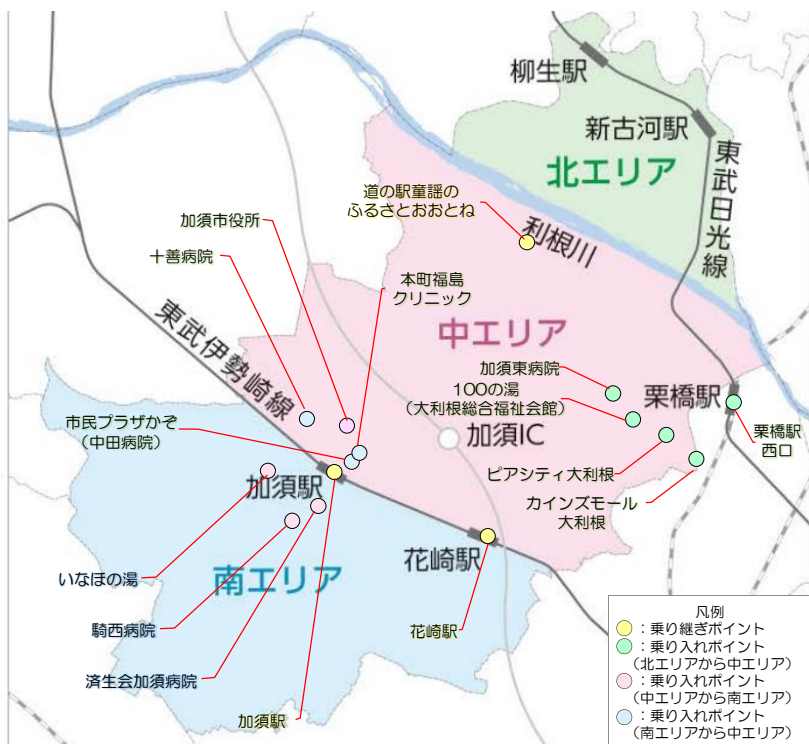 柳生駅
新古河駅
北エリア
東武日光線
道の駅童謡の
ふるさとおおとね
利根川
加須市役所
十善病院
本町福島
クリニック
東武伊勢崎線
中エリア
加須東病院
100の湯
(大利根総合福祉会館)
栗橋駅
栗橋駅
西口
市民プラザかぞ
(中田病院)
加須IC
ピアシティ大利根
カインズモール
大利根
加須駅
花崎駅
南エリア
いなほの湯
騎西病院
済生会加須病院
加須駅
花崎駅
凡例
:乗り継ぎポイント
:乗り入れポイント
(北エリアから中エリア)
:乗り入れポイント
(中エリアから南エリア)
:乗り入れポイント
(南エリアから中エリア)